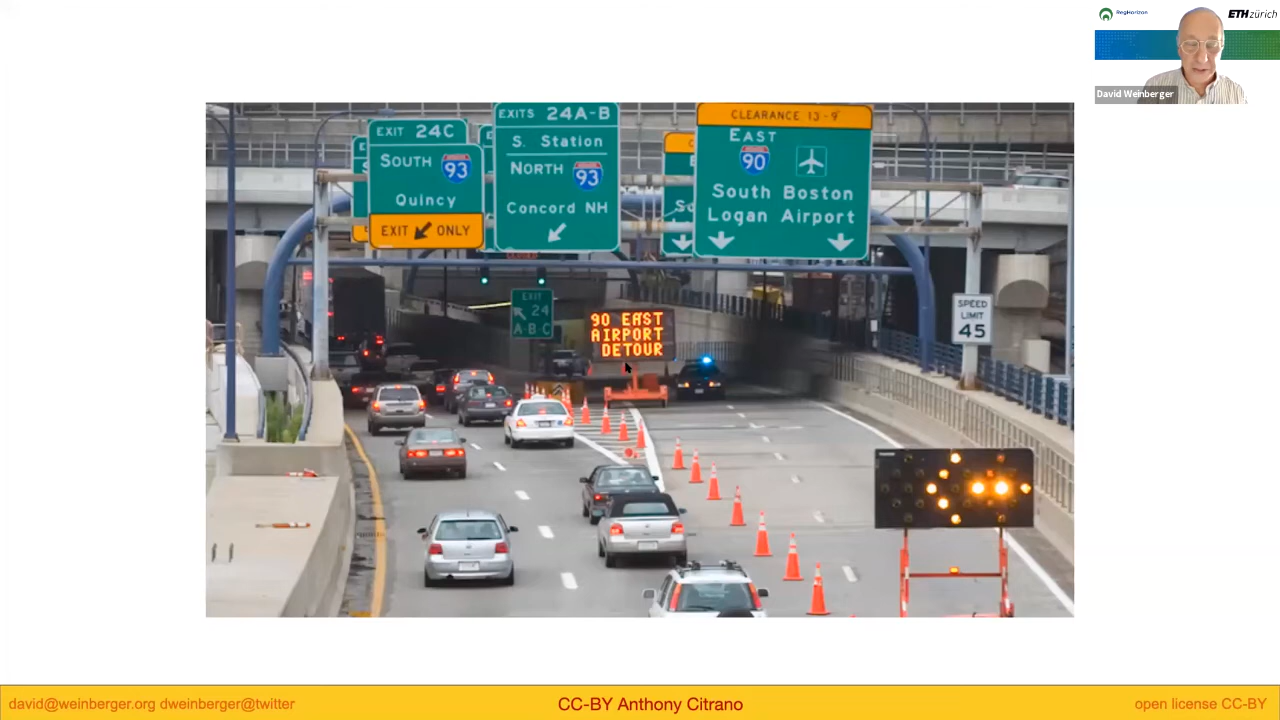 RegHorizon
ETH zürich
David Weinberger
EXIT 24C
SOUTH 93
Quincy
EXIT ONLY
EXITS 24A-B
S. Station
NORTH 93
Concord NH
CLEARANCE 13-9
EAST
90
South Boston
Logan Airport
EXIT
24
A-B-C
90 EAST
AIRPORT
DETOUR
SPEED
LIMIT
45
david@weinberger.org dweinberger@twitter
CC-BY Anthony Citrano
open license CC-BY